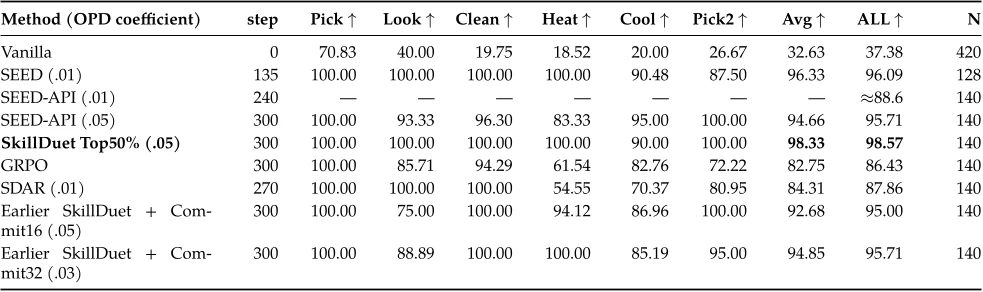 Method (OPD coefficient) step Pick ↑ Look ↑ Clean ↑ Heat ↑ Cool ↑ Pick2 ↑ Avg ↑ ALL ↑ N
Vanilla 0 70.83 40.00 19.75 18.52 20.00 26.67 32.63 37.38 420
SEED (.01) 135 100.00 100.00 100.00 100.00 90.48 87.50 96.33 96.09 128
SEED-API (.01) 240 — — — — — — — ≈88.6 140
SEED-API (.05) 300 100.00 93.33 96.30 83.33 95.00 100.00 94.66 95.71 140
SkillDuet Top50% (.05) 300 100.00 100.00 100.00 100.00 90.00 100.00 98.33 98.57 140
GRPO 300 100.00 85.71 94.29 61.54 82.76 72.22 82.75 86.43 140
SDAR (.01) 270 100.00 100.00 100.00 54.55 70.37 80.95 84.31 87.86 140
Earlier SkillDuet + Com- 300 100.00 75.00 100.00 94.12 86.96 100.00 92.68 95.00 140
mit16 (.05)
Earlier SkillDuet + Com- 300 100.00 88.89 100.00 100.00 85.19 95.00 94.85 95.71 140
mit32 (.03)